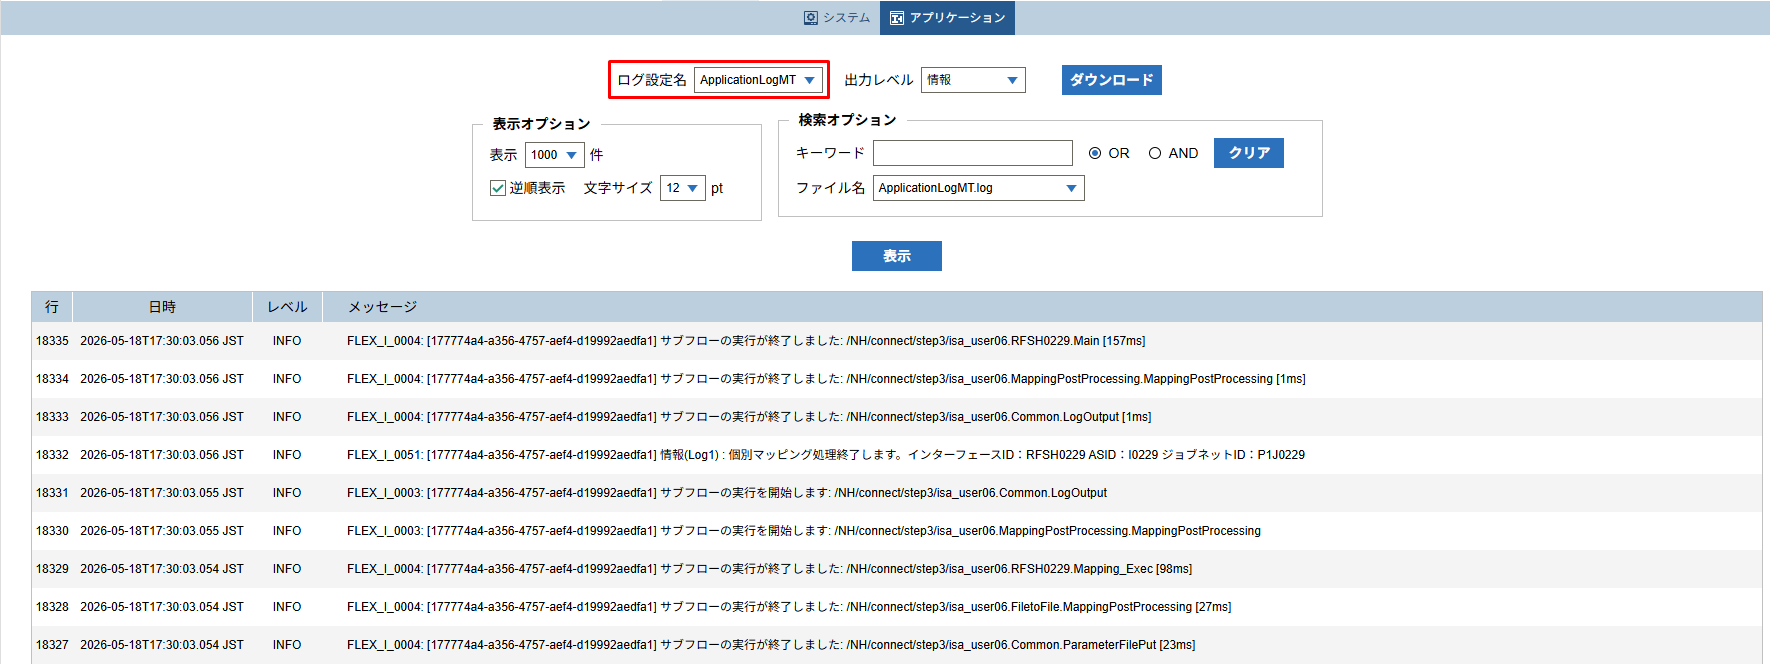 システム アプリケーション
ログ設定名 ApplicationLogMT 出力レベル 情報 ダウンロード
表示オプション
表示 1000 件
逆順表示 文字サイズ 12 pt
検索オプション
キーワード OR AND クリア
ファイル名 ApplicationLogMT.log
表示
行 日時 レベル メッセージ
18335 2026-05-18T17:30:03.056 JST INFO FLEX_I_0004: [177774a4-a356-4757-aef4-d19992aedfa1] サブフローの実行が終了しました: /NH/connect/step3/isa_user06.RFSH0229.Main [157ms]
18334 2026-05-18T17:30:03.056 JST INFO FLEX_I_0004: [177774a4-a356-4757-aef4-d19992aedfa1] サブフローの実行が終了しました: /NH/connect/step3/isa_user06.MappingPostProcessing.MappingPostProcessing [1ms]
18333 2026-05-18T17:30:03.056 JST INFO FLEX_I_0004: [177774a4-a356-4757-aef4-d19992aedfa1] サブフローの実行が終了しました: /NH/connect/step3/isa_user06.Common.LogOutput [1ms]
18332 2026-05-18T17:30:03.056 JST INFO FLEX_I_0051: [177774a4-a356-4757-aef4-d19992aedfa1] 情報(Log1) : 個別マッピング処理終了します。インターフェースID：RFSH0229 ASID：I0229 ジョブネットID：P1J0229
18331 2026-05-18T17:30:03.055 JST INFO FLEX_I_0003: [177774a4-a356-4757-aef4-d19992aedfa1] サブフローの実行を開始します: /NH/connect/step3/isa_user06.Common.LogOutput
18330 2026-05-18T17:30:03.055 JST INFO FLEX_I_0003: [177774a4-a356-4757-aef4-d19992aedfa1] サブフローの実行を開始します: /NH/connect/step3/isa_user06.MappingPostProcessing.MappingPostProcessing
18329 2026-05-18T17:30:03.054 JST INFO FLEX_I_0004: [177774a4-a356-4757-aef4-d19992aedfa1] サブフローの実行が終了しました: /NH/connect/step3/isa_user06.RFSH0229.Mapping_Exec [98ms]
18328 2026-05-18T17:30:03.054 JST INFO FLEX_I_0004: [177774a4-a356-4757-aef4-d19992aedfa1] サブフローの実行が終了しました: /NH/connect/step3/isa_user06.FiletoFile.MappingPostProcessing [27ms]
18327 2026-05-18T17:30:03.054 JST INFO FLEX_I_0004: [177774a4-a356-4757-aef4-d19992aedfa1] サブフローの実行が終了しました: /NH/connect/step3/isa_user06.Common.ParameterFilePut [23ms]